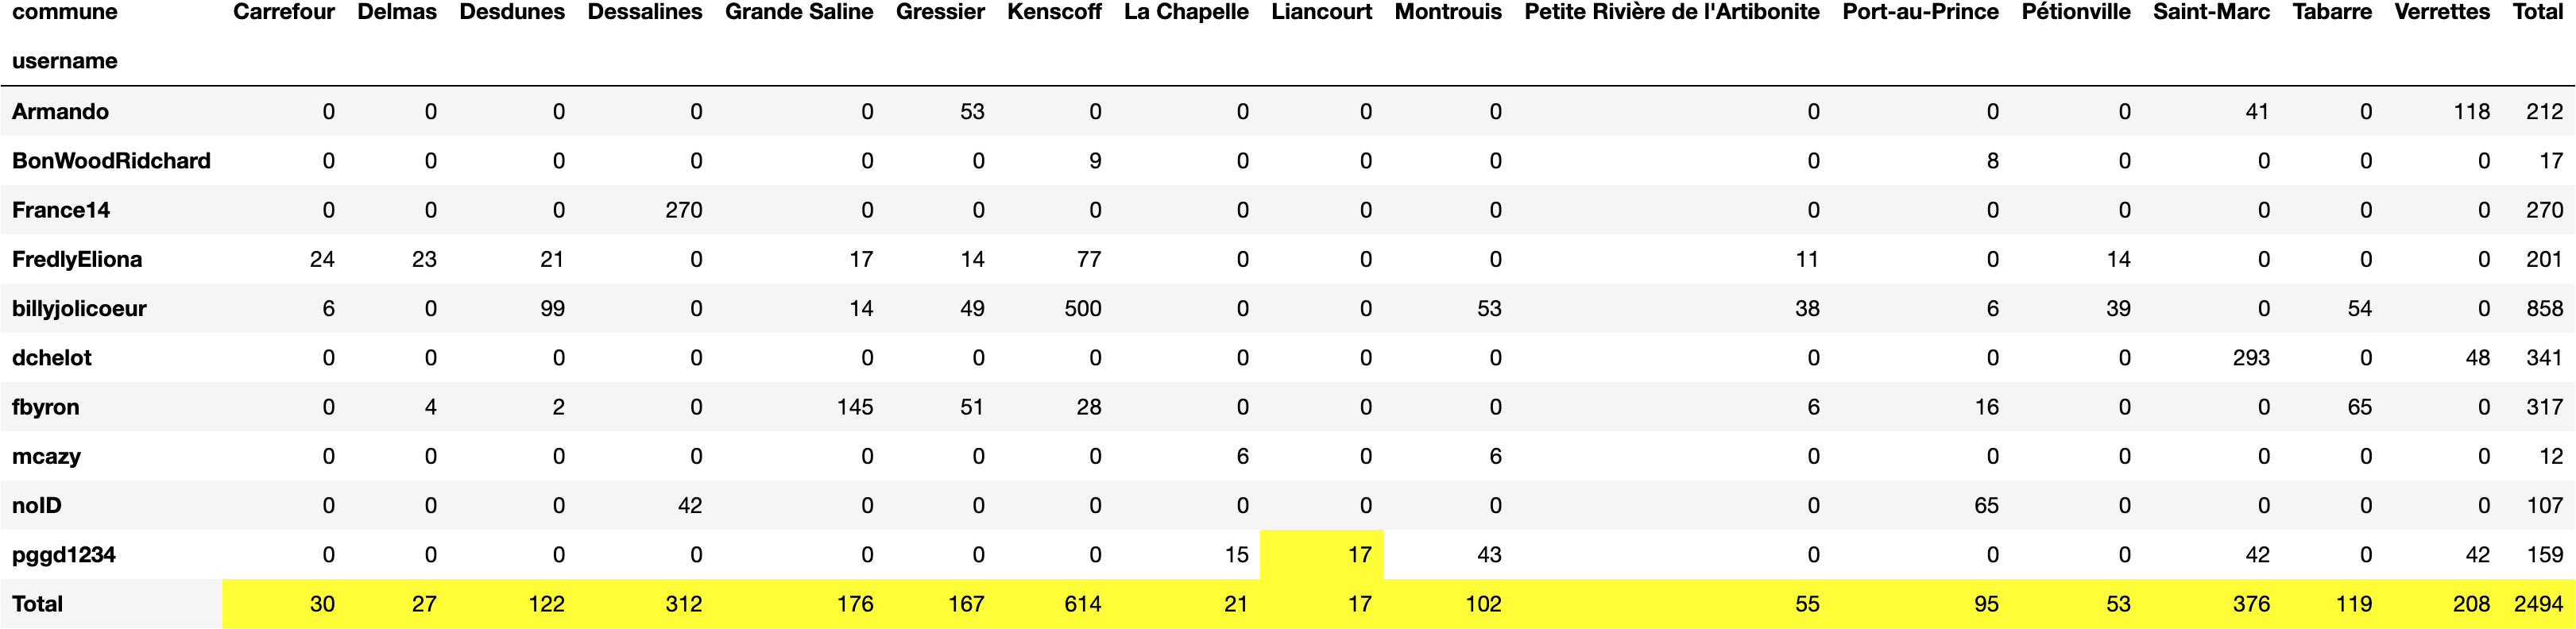 commune Carrefour Delmas Desdunes Dessalines Grande Saline Gressier Kenscoff La Chapelle Liancourt Montrouis Petite Rivière de l'Artibonite Port-au-Prince Pétionville Saint-Marc Tabarre Verrettes Total
username
Armando 0 0 0 0 0 53 0 0 0 0 0 0 0 41 0 118 212
BonWoodRidchard 0 0 0 0 0 0 9 0 0 0 0 8 0 0 0 0 17
France14 0 0 0 270 0 0 0 0 0 0 0 0 0 0 0 0 270
FredlyEliona 24 23 21 0 17 14 77 0 0 0 11 0 14 0 0 0 201
billyjolicoeur 6 0 99 0 14 49 500 0 0 53 38 6 39 0 54 0 858
dchelot 0 0 0 0 0 0 0 0 0 0 0 0 0 293 0 48 341
fbyron 0 4 2 0 145 51 28 0 0 0 6 16 0 0 65 0 317
mcazy 0 0 0 0 0 0 0 6 0 6 0 0 0 0 0 0 12
noID 0 0 0 42 0 0 0 0 0 0 0 65 0 0 0 0 107
pggd1234 0 0 0 0 0 0 0 15 17 43 0 0 0 42 0 42 159
Total 30 27 122 312 176 167 614 21 17 102 55 95 53 376 119 208 2494